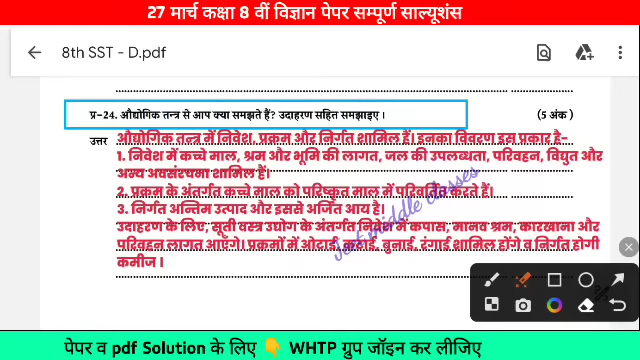 27 मार्च कक्षा 8 वीं विज्ञान पेपर सम्पूर्ण साल्यूशंस
8th SST - D.pdf
प्र-24. औद्योगिक तन्त्र से आप क्या समझते हैं? उदाहरण सहित समझाइए ।
(5 अंक)
उत्तर
औद्योगिक तन्त्र में निवेश, प्रक्रम और निर्गत शामिल हैं। इनका विवरण इस प्रकार है-
1. निवेश में कच्चे माल, श्रम और भूमि की लागत, जल की उपलब्धता, परिवहन, विद्युत और
अन्य अवसंरचमा शामिल हैं।
2. प्रक्रम के अंतर्गत कच्चे माल को परिष्कृत माल में परिवर्तित करते हैं।
3. निर्गत अन्तिम उत्पाद और इससे अर्जित आय है।
उदाहरण के लिए, सूती वस्त्र उद्योग के अंतर्गत निवेश में कपास, मानव श्रम, कारखाना और
परिवहन लागत आएँगे। प्रक्रमों में ओटाई, कताई, बुनाई, रंगाई शामिल होंगे व निर्गत होगी
कमीज ।
jeet middle classes
पेपर व pdf Solution के लिए 👇 WHTP ग्रुप जॉइन कर लीजिए